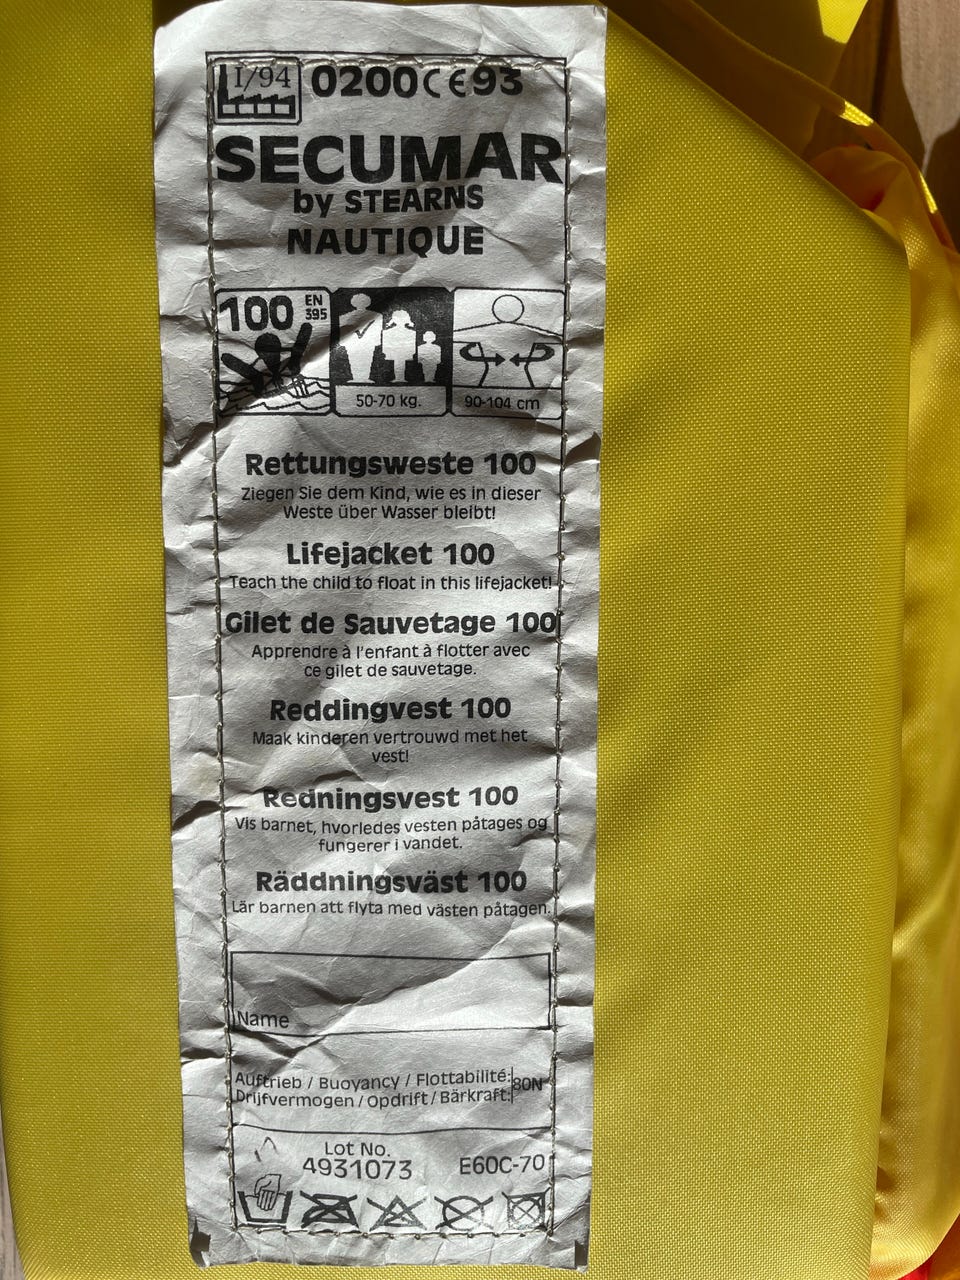 I/94 0200 CE 93
SECUMAR
by STEARNS
NAUTIQUE
100 EN 395
50-70 kg. 90-104 cm
Rettungsweste 100
Ziegen Sie dem Kind, wie es in dieser
Weste über Wasser bleibt!
Lifejacket 100
Teach the child to float in this lifejacket!
Gilet de Sauvetage 100
Apprendre à l'enfant à flotter avec
ce gilet de sauvetage.
Reddingvest 100
Maak kinderen vertrouwd met het
vest!
Redningsvest 100
Vis barnet, hvorledes vesten påtages og
fungerer i vandet.
Räddningsväst 100
Lär barnen att flyta med västen påtagen.
Name
Auftrieb / Buoyancy / Flottabilité: 80N
Drijfvermogen / Opdrift / Bärkraft:
Lot No.
4931073 E60C-70